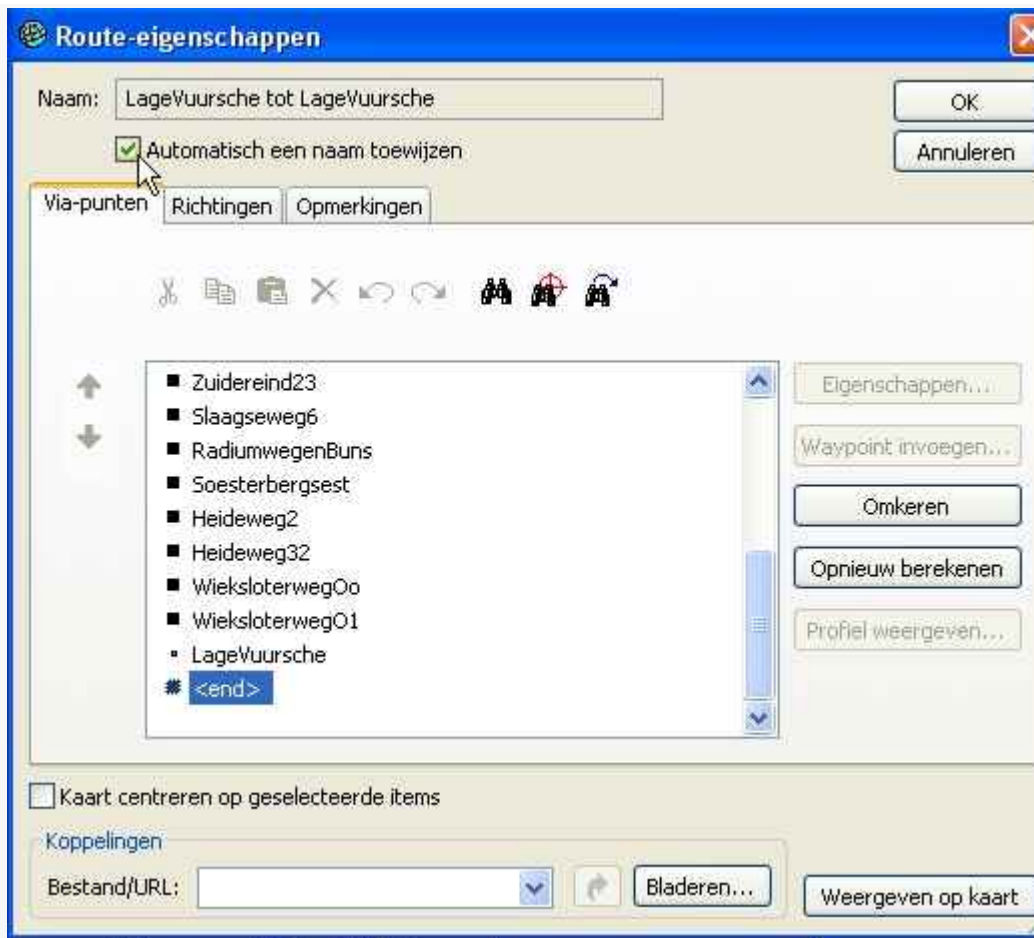 Route-eigenschappen
Naam: LageVuursche tot LageVuursche
OK
Automatisch een naam toewijzen
Annuleren
Via-punten Richtingen Opmerkingen
Zuidereind23
Eigenschappen...
Slaagseweg6
RadiumwegenBuns
Waypoint invoegen...
Soesterbergsest
Heideweg2
Omkeren
Heideweg32
WieksloterwegOo
Opnieuw berekenen
WieksloterwegO1
Profiel weergeven...
LageVuursche
<end>
Kaart centreren op geselecteerde items
Koppelingen
Bestand/URL:
Bladeren...
Weergeven op kaart